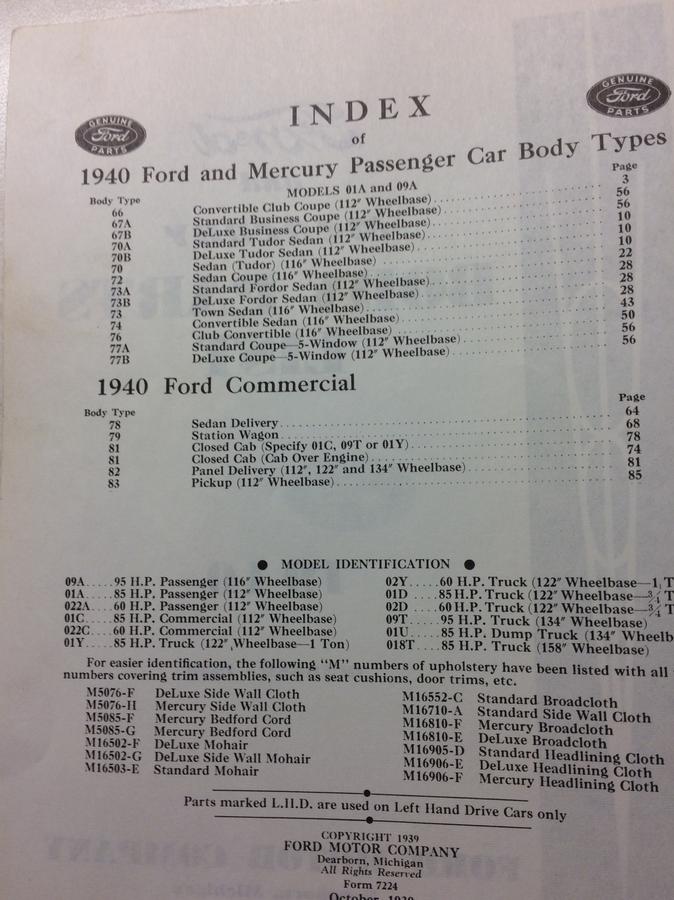 GENUINE Ford PARTS
GENUINE Ford PARTS
INDEX
of
1940 Ford and Mercury Passenger Car Body Types
MODELS 01A and 09A
Body Type Page
66 Convertible Club Coupe (112″ Wheelbase) 3
67A Standard Business Coupe (112″ Wheelbase) 56
67B DeLuxe Business Coupe (112″ Wheelbase) 56
70A Standard Tudor Sedan (112″ Wheelbase) 10
70B DeLuxe Tudor Sedan (112″ Wheelbase) 10
70 Sedan (Tudor) (116″ Wheelbase) 10
72 Sedan Coupe (116″ Wheelbase) 22
73A Standard Fordor Sedan (112″ Wheelbase) 28
73B DeLuxe Fordor Sedan (112″ Wheelbase) 28
73 Town Sedan (116″ Wheelbase) 28
74 Convertible Sedan (116″ Wheelbase) 43
76 Club Convertible (116″ Wheelbase) 50
77A Standard Coupe—5-Window (112″ Wheelbase) 56
77B DeLuxe Coupe—5-Window (112″ Wheelbase) 56
1940 Ford Commercial
Body Type Page
78 Sedan Delivery 64
79 Station Wagon 68
81 Closed Cab (Specify 01C, 09T or 01Y) 78
81 Closed Cab (Cab Over Engine) 74
82 Panel Delivery (112″, 122″ and 134″ Wheelbase) 81
83 Pickup (112″ Wheelbase) 85
● MODEL IDENTIFICATION ●
09A.....95 H.P. Passenger (116″ Wheelbase)
01A.....85 H.P. Passenger (112″ Wheelbase)
022A....60 H.P. Passenger (112″ Wheelbase)
01C.....85 H.P. Commercial (112″ Wheelbase)
022C....60 H.P. Commercial (112″ Wheelbase)
01Y.....85 H.P. Truck (122″ Wheelbase—1 Ton)
02Y.....60 H.P. Truck (122″ Wheelbase—1 T
01D ....85 H.P. Truck (122″ Wheelbase—¾ T
02D ....60 H.P. Truck (122″ Wheelbase—¾ T
09T.....95 H.P. Truck (134″ Wheelbase)
01U.....85 H.P. Dump Truck (134″ Wheelb
018T....85 H.P. Truck (158″ Wheelbase)
For easier identification, the following "M" numbers of upholstery have been listed with all
numbers covering trim assemblies, such as seat cushions, door trims, etc.
M5076-F DeLuxe Side Wall Cloth
M5076-H Mercury Side Wall Cloth
M5085-F Mercury Bedford Cord
M5085-G Mercury Bedford Cord
M16502-F DeLuxe Mohair
M16502-G DeLuxe Side Wall Mohair
M16503-E Standard Mohair
M16552-C Standard Broadcloth
M16710-A Standard Side Wall Cloth
M16810-F Mercury Broadcloth
M16810-E DeLuxe Broadcloth
M16905-D Standard Headlining Cloth
M16906-E DeLuxe Headlining Cloth
M16906-F Mercury Headlining Cloth
Parts marked L.H.D. are used on Left Hand Drive Cars only
COPYRIGHT 1939
FORD MOTOR COMPANY
Dearborn, Michigan
All Rights Reserved
Form 7224
October, 1939